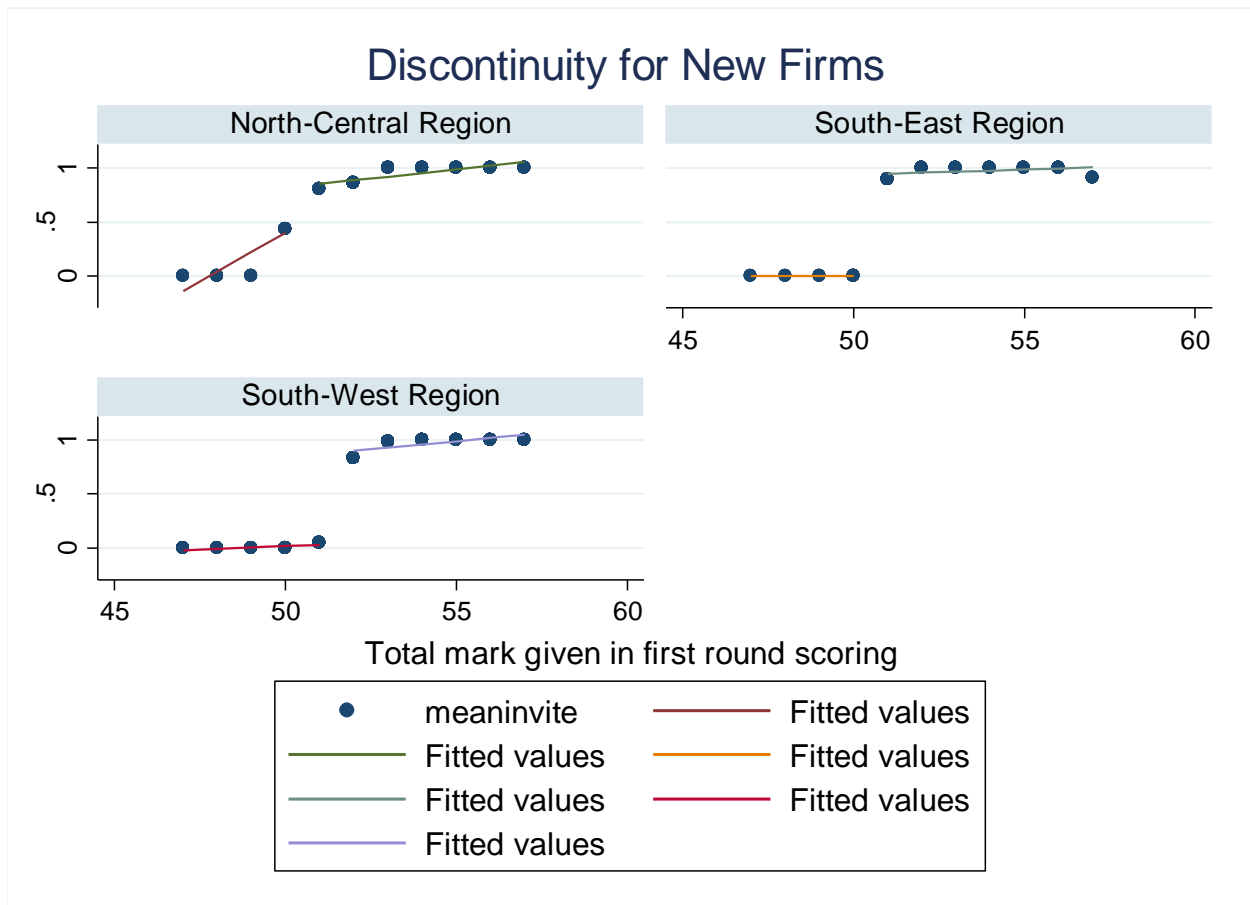 Discontinuity for New Firms
North-Central Region
South-East Region
1
.5
0
45 50 55 60
South-West Region
1
.5
0
45 50 55 60
Total mark given in first round scoring
meaninvite Fitted values
Fitted values Fitted values
Fitted values Fitted values
Fitted values